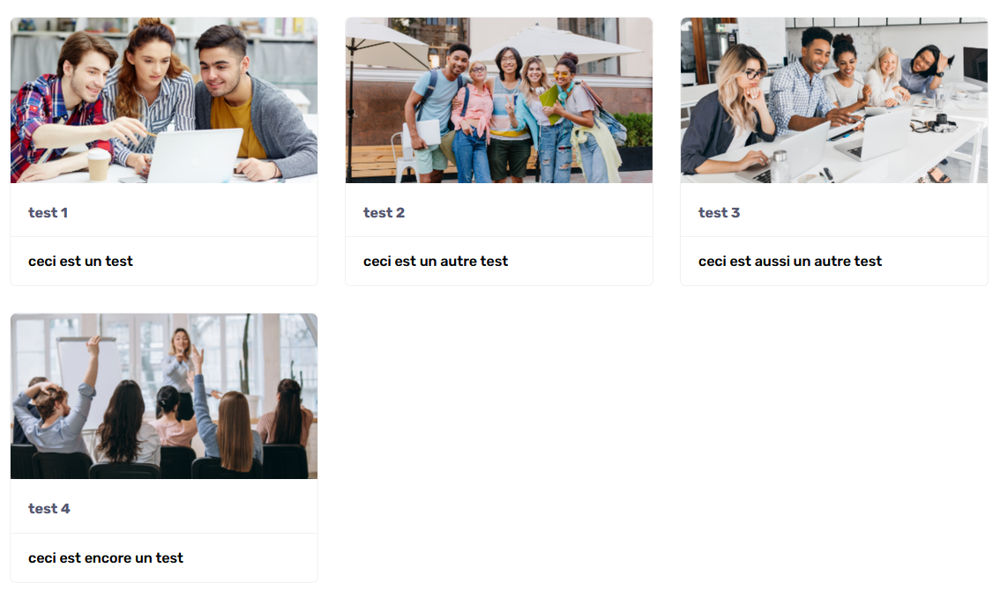 test 1
ceci est un test
test 2
ceci est un autre test
test 3
ceci est aussi un autre test
test 4
ceci est encore un test